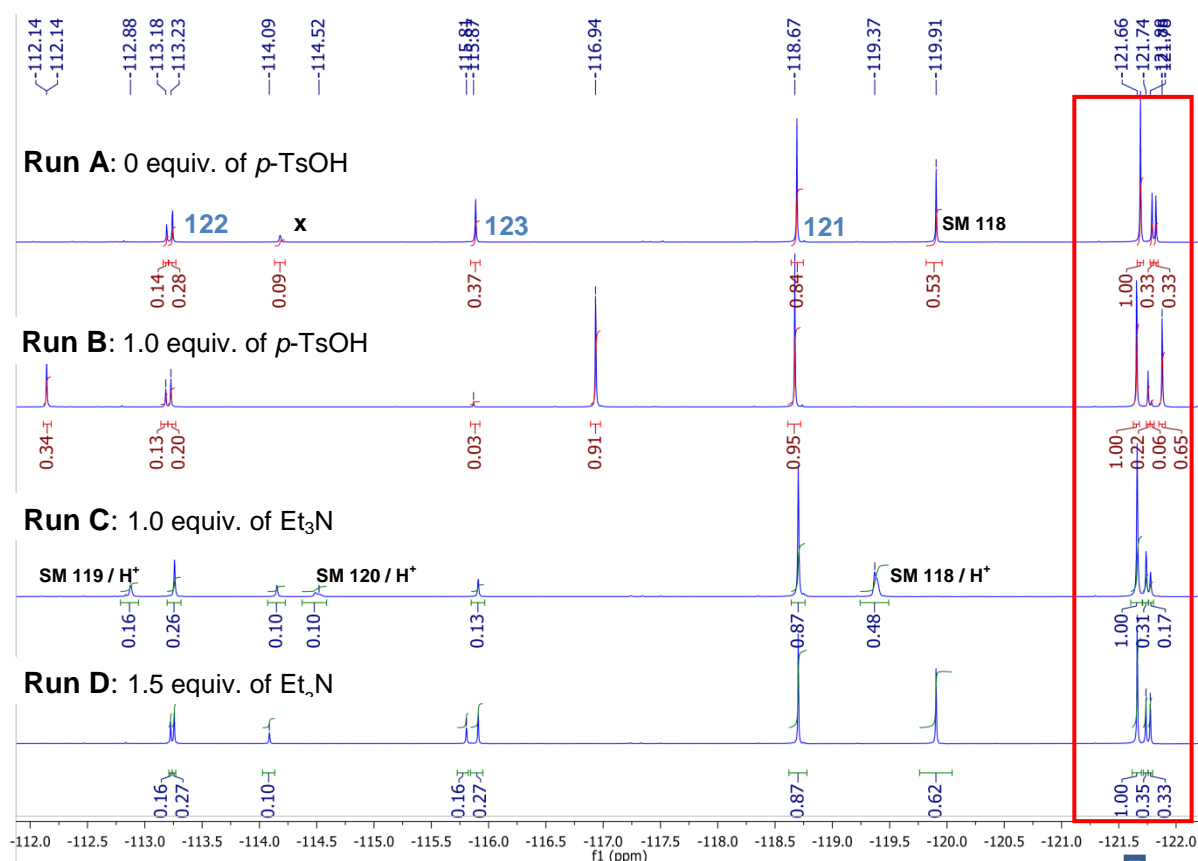 -112.14 -112.14 -112.88 -113.18 -113.23 -114.09 -114.52 -115.81 -115.87 -116.94 -118.67 -119.37 -119.91 -121.66 -121.74 -121.78 -121.88
Run A: 0 equiv. of p-TsOH
122 x 123 121 SM 118
0.14 0.28 0.09 0.37 0.84 0.53 1.00 0.33 0.33
Run B: 1.0 equiv. of p-TsOH
0.34 0.13 0.20 0.03 0.91 0.95 1.00 0.22 0.06 0.65
Run C: 1.0 equiv. of Et₃N
SM 119 / H⁺ SM 120 / H⁺ SM 118 / H⁺
0.16 0.26 0.10 0.10 0.13 0.87 0.48 1.00 0.31 0.17
Run D: 1.5 equiv. of Et₃N
0.16 0.27 0.10 0.16 0.27 0.87 0.62 1.00 0.35 0.33
-112.0 -112.5 -113.0 -113.5 -114.0 -114.5 -115.0 -115.5 -116.0 -116.5 -117.0 -117.5 -118.0 -118.5 -119.0 -119.5 -120.0 -120.5 -121.0 -121.5 -122.0
f1 (ppm)